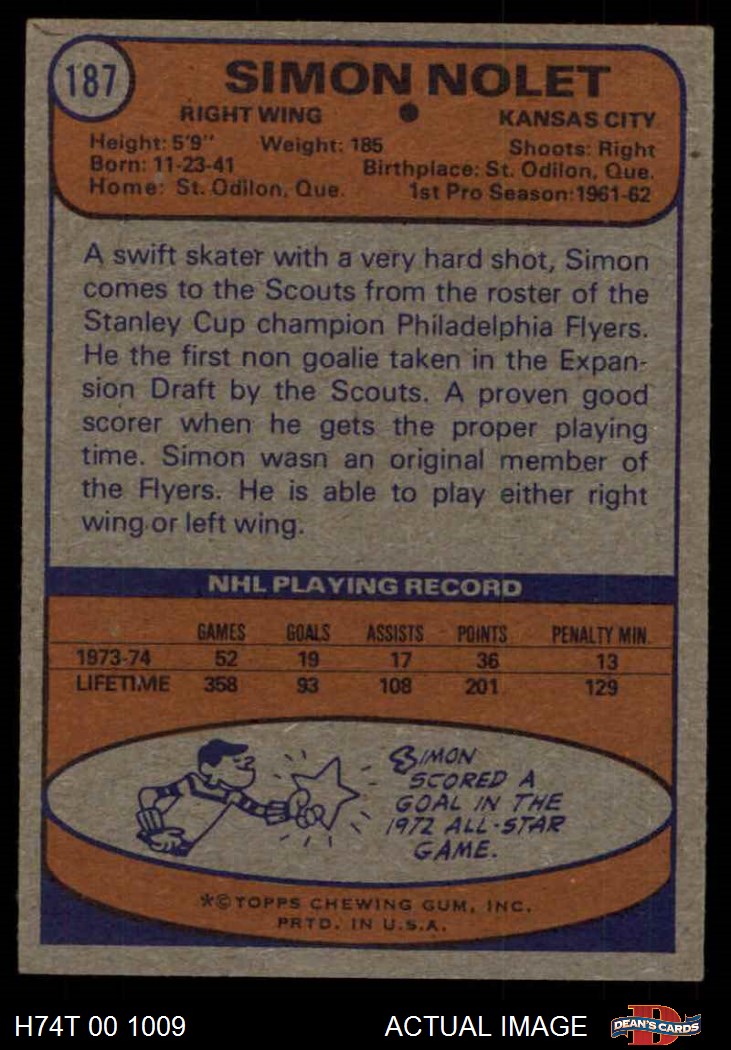 187
SIMON NOLET
RIGHT WING • KANSAS CITY
Height: 5'9" Weight: 185 Shoots: Right
Born: 11-23-41 Birthplace: St. Odilon, Que.
Home: St. Odilon, Que. 1st Pro Season: 1961-62
A swift skater with a very hard shot, Simon
comes to the Scouts from the roster of the
Stanley Cup champion Philadelphia Flyers.
He the first non goalie taken in the Expan-
sion Draft by the Scouts. A proven good
scorer when he gets the proper playing
time. Simon wasn an original member of
the Flyers. He is able to play either right
wing or left wing.
NHL PLAYING RECORD
GAMES GOALS ASSISTS POINTS PENALTY MIN.
1973-74 52 19 17 36 13
LIFETIME 358 93 108 201 129
SIMON
SCORED A
GOAL IN THE
1972 ALL-STAR
GAME.
*©TOPPS CHEWING GUM, INC.
PRTD. IN U.S.A.
H74T 00 1009 ACTUAL IMAGE D DEAN'S CARDS